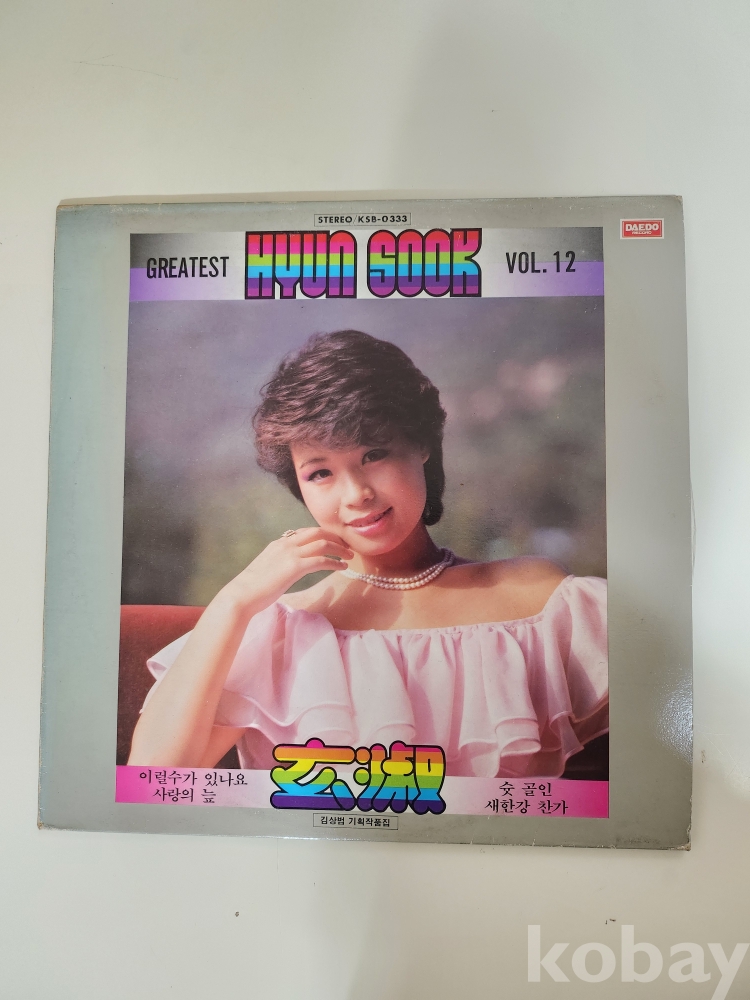 STEREO/KSB-0333
DAEDO
RECORD
GREATEST HYUN SOOK VOL.12
玄淑
이럴수가 있나요
사랑의 늪
슛 골인
새한강 찬가
김상범 기획작품집
kobay